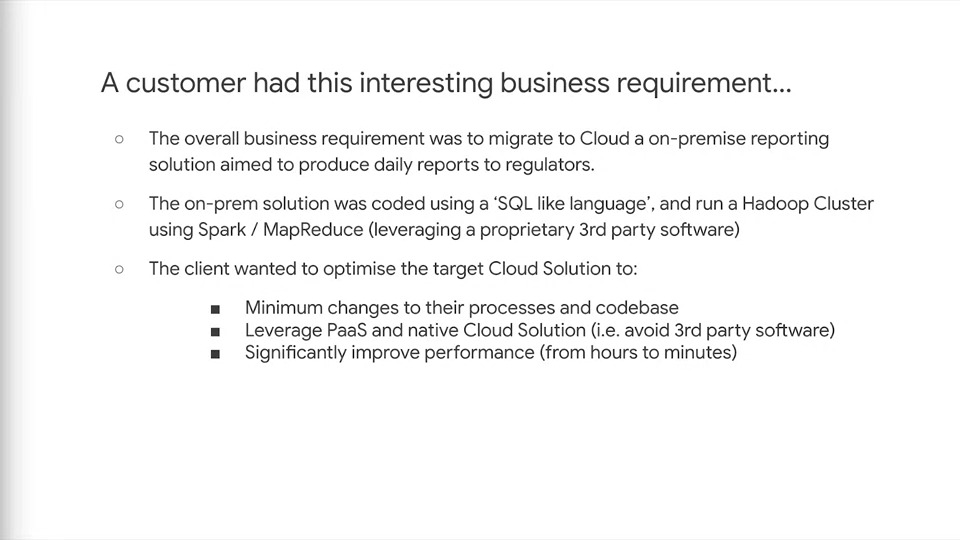 A customer had this interesting business requirement...
The overall business requirement was to migrate to Cloud a on-premise reporting
solution aimed to produce daily reports to regulators.
The on-prem solution was coded using a ‘SQL like language’, and run a Hadoop Cluster
using Spark / MapReduce (leveraging a proprietary 3rd party software)
The client wanted to optimise the target Cloud Solution to:
Minimum changes to their processes and codebase
Leverage PaaS and native Cloud Solution (i.e. avoid 3rd party software)
Significantly improve performance (from hours to minutes)